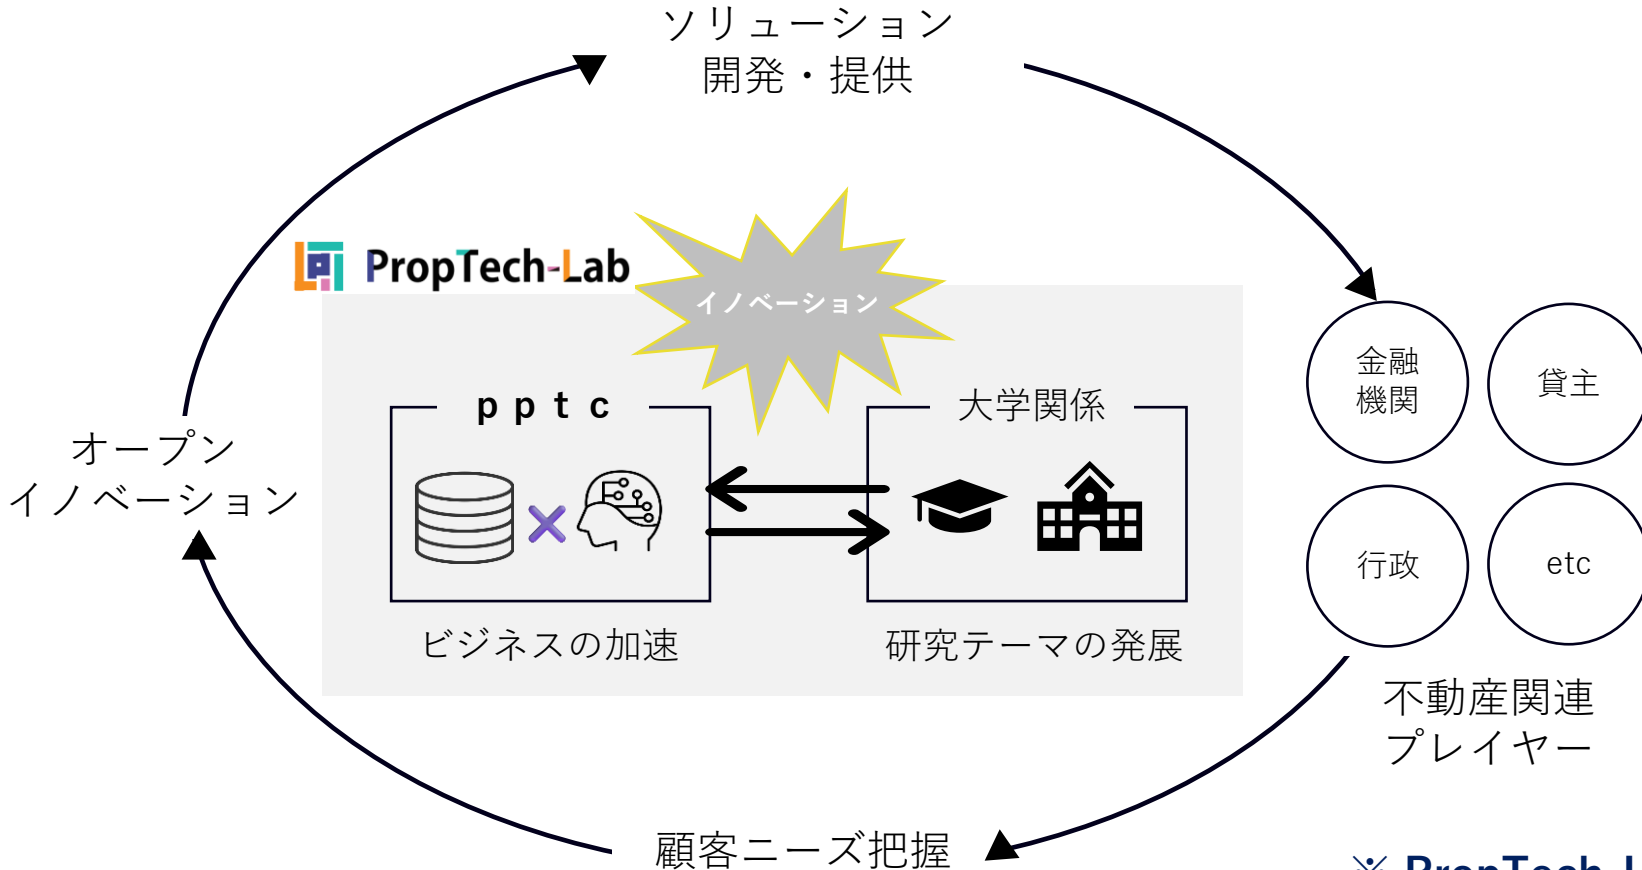 ソリューション
開発・提供
PropTech-Lab
イノベーション
pptc
大学関係
金融
機関
貸主
オープン
イノベーション
行政
etc
ビジネスの加速
研究テーマの発展
不動産関連
プレイヤー
顧客ニーズ把握
※ PropTech-L